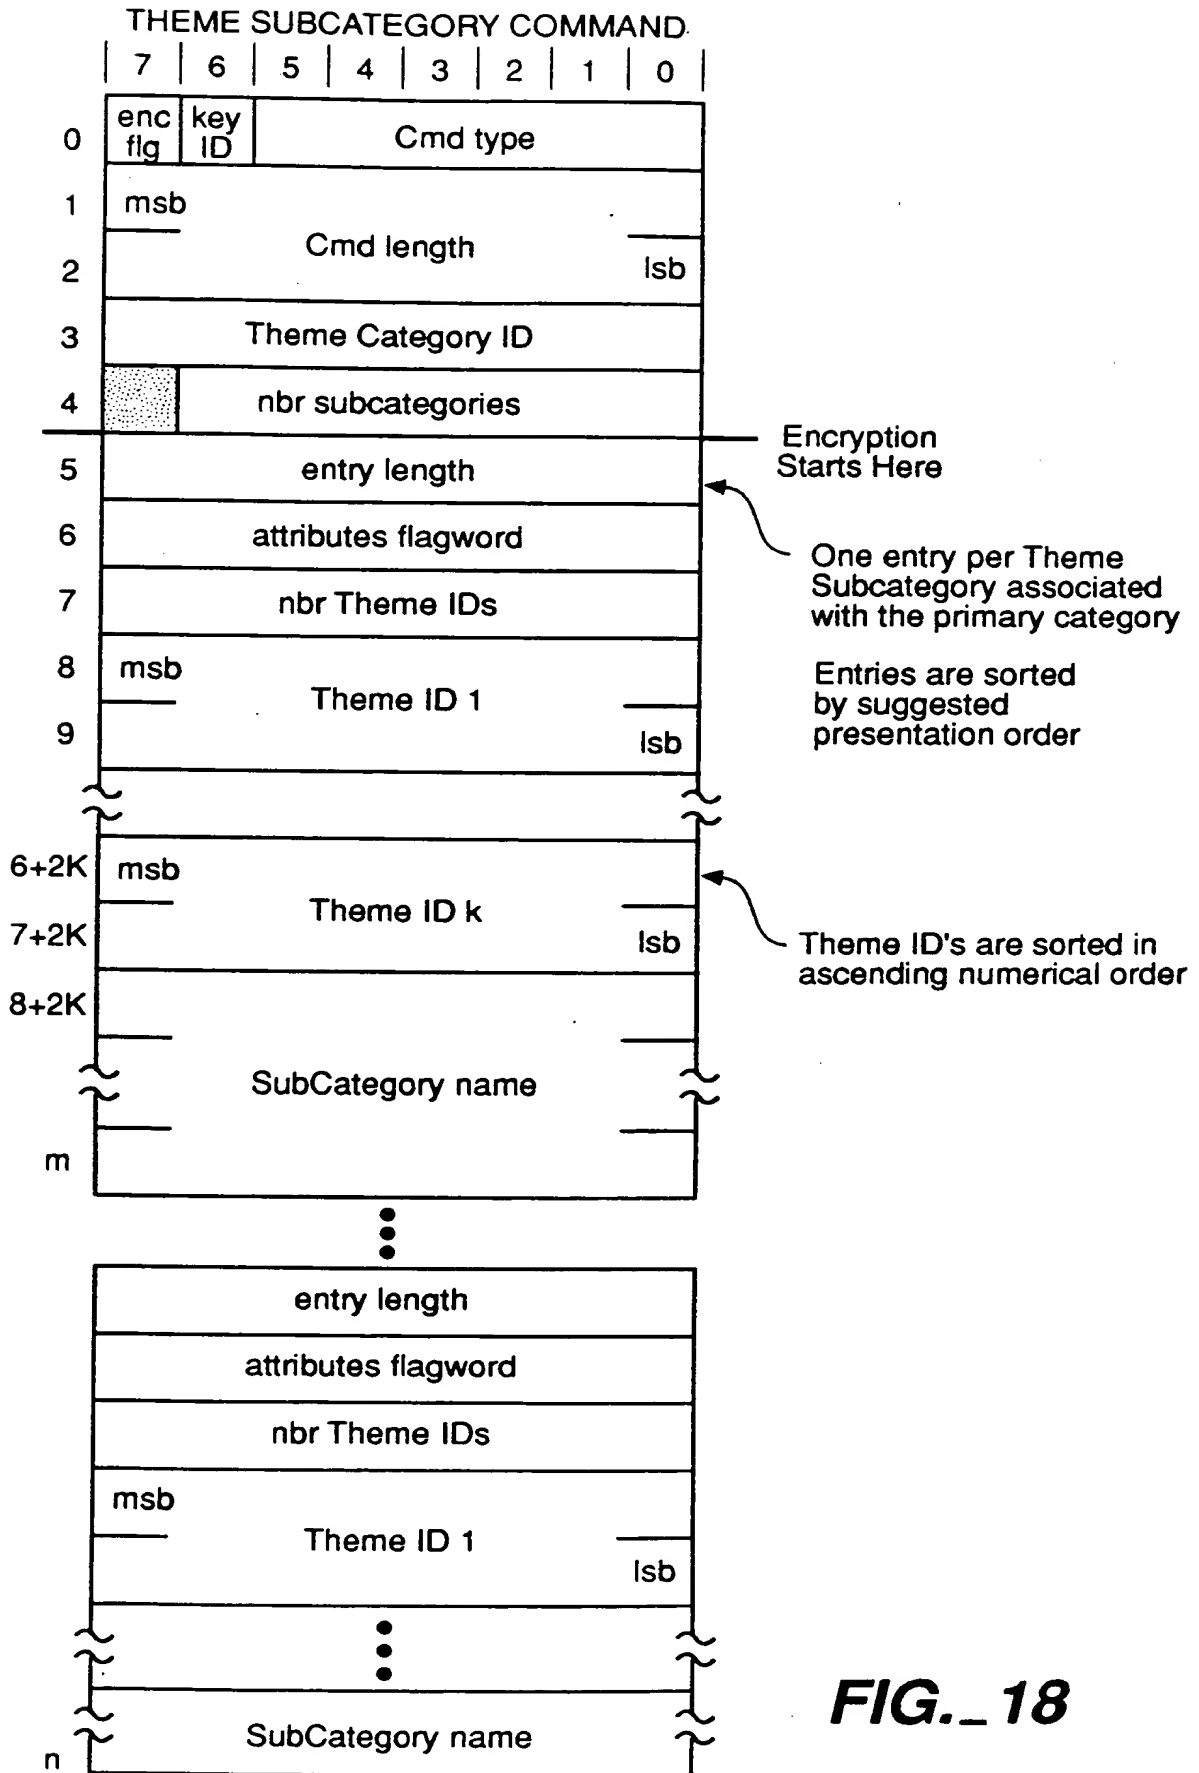 THEME SUBCATEGORY COMMAND
7 6 5 4 3 2 1 0
0 enc flg key ID Cmd type
1 msb
Cmd length
2 lsb
3 Theme Category ID
4 nbr subcategories
Encryption
Starts Here
5 entry length
6 attributes flagword
One entry per Theme
Subcategory associated
with the primary category
7 nbr Theme IDs
8 msb
Theme ID 1
9 lsb
Entries are sorted
by suggested
presentation order
6+2K msb
Theme ID k
7+2K lsb
Theme ID's are sorted in
ascending numerical order
8+2K
SubCategory name
m
entry length
attributes flagword
nbr Theme IDs
msb
Theme ID 1
lsb
SubCategory name
n
FIG._18